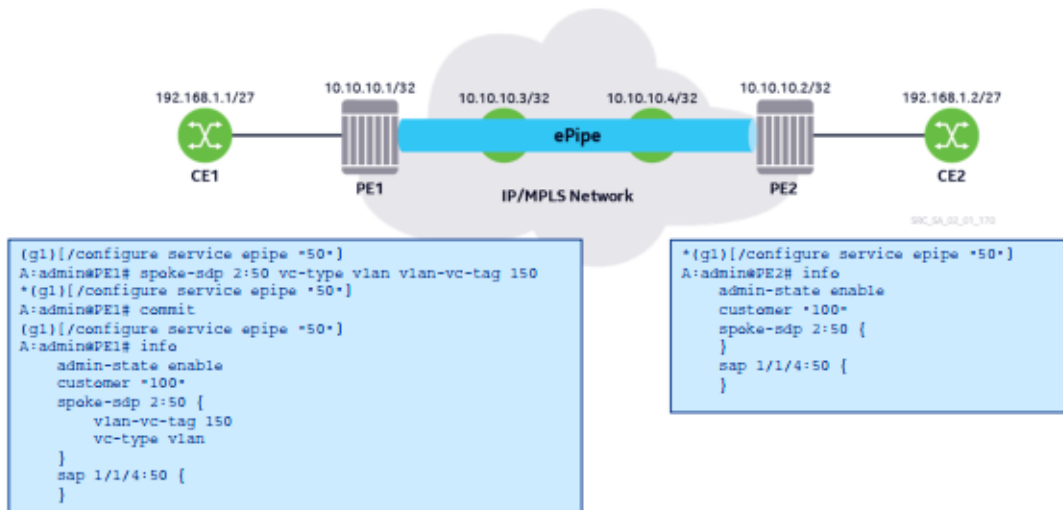 192.168.1.1/27
10.10.10.1/32
10.10.10.3/32
10.10.10.4/32
10.10.10.2/32
192.168.1.2/27
ePipe
CE1
PE1
IP/MPLS Network
PE2
CE2
SRC_SA_02_01_170
(gl)[/configure service epipe "50"]
A:admin@PE1# spoke-sdp 2:50 vc-type vlan vlan-vc-tag 150
*(gl)[/configure service epipe "50"]
A:admin@PE1# commit
(gl)[/configure service epipe "50"]
A:admin@PE1# info
admin-state enable
customer "100"
spoke-sdp 2:50 {
vlan-vc-tag 150
vc-type vlan
}
sap 1/1/4:50 {
}
*(gl)[/configure service epipe "50"]
A:admin@PE2# info
admin-state enable
customer "100"
spoke-sdp 2:50 {
}
sap 1/1/4:50 {
}